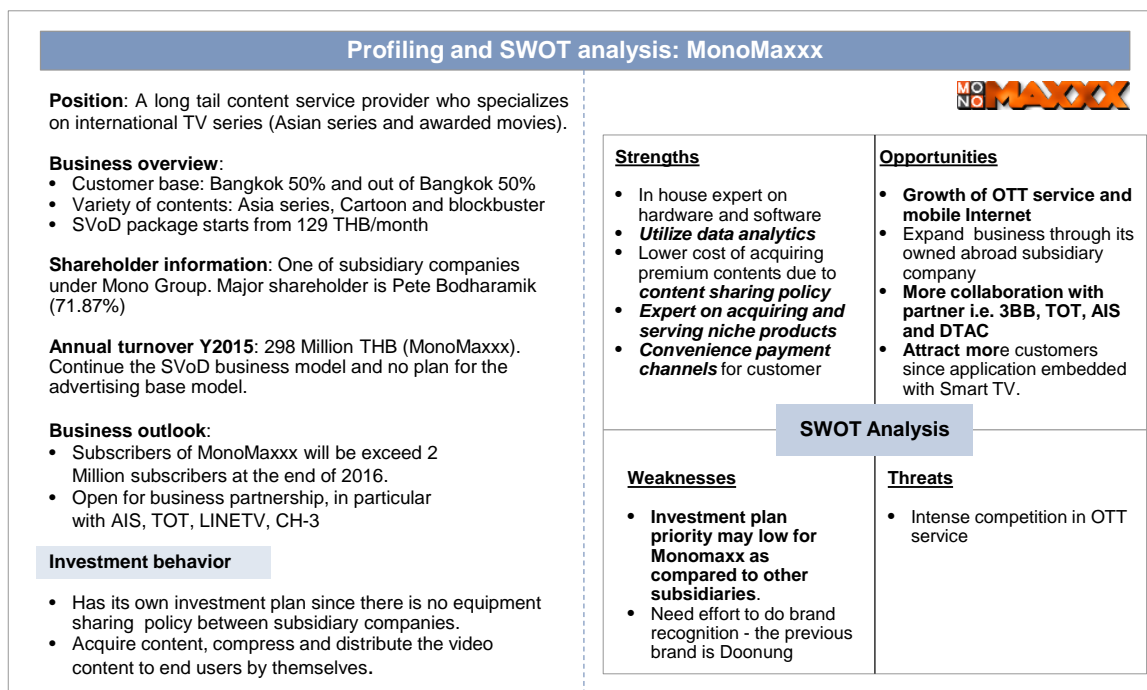 Profiling and SWOT analysis: MonoMaxxx
Position: A long tail content service provider who specializes
on international TV series (Asian series and awarded movies).
Business overview:
• Customer base: Bangkok 50% and out of Bangkok 50%
• Variety of contents: Asia series, Cartoon and blockbuster
• SVoD package starts from 129 THB/month
Shareholder information: One of subsidiary companies
under Mono Group. Major shareholder is Pete Bodharamik
(71.87%)
Annual turnover Y2015: 298 Million THB (MonoMaxxx).
Continue the SVoD business model and no plan for the
advertising base model.
Business outlook:
• Subscribers of MonoMaxxx will be exceed 2
Million subscribers at the end of 2016.
• Open for business partnership, in particular
with AIS, TOT, LINETV, CH-3
Investment behavior
• Has its own investment plan since there is no equipment
sharing policy between subsidiary companies.
• Acquire content, compress and distribute the video
content to end users by themselves.
MONO MAXXX
Strengths
• In house expert on
hardware and software
• Utilize data analytics
• Lower cost of acquiring
premium contents due to
content sharing policy
• Expert on acquiring and
serving niche products
• Convenience payment
channels for customer
Opportunities
• Growth of OTT service and
mobile Internet
• Expand business through its
owned abroad subsidiary
company
• More collaboration with
partner i.e. 3BB, TOT, AIS
and DTAC
• Attract more customers
since application embedded
with Smart TV.
SWOT Analysis
Weaknesses
• Investment plan
priority may low for
Monomaxx as
compared to other
subsidiaries.
• Need effort to do brand
recognition - the previous
brand is Doonung
Threats
• Intense competition in OTT
service